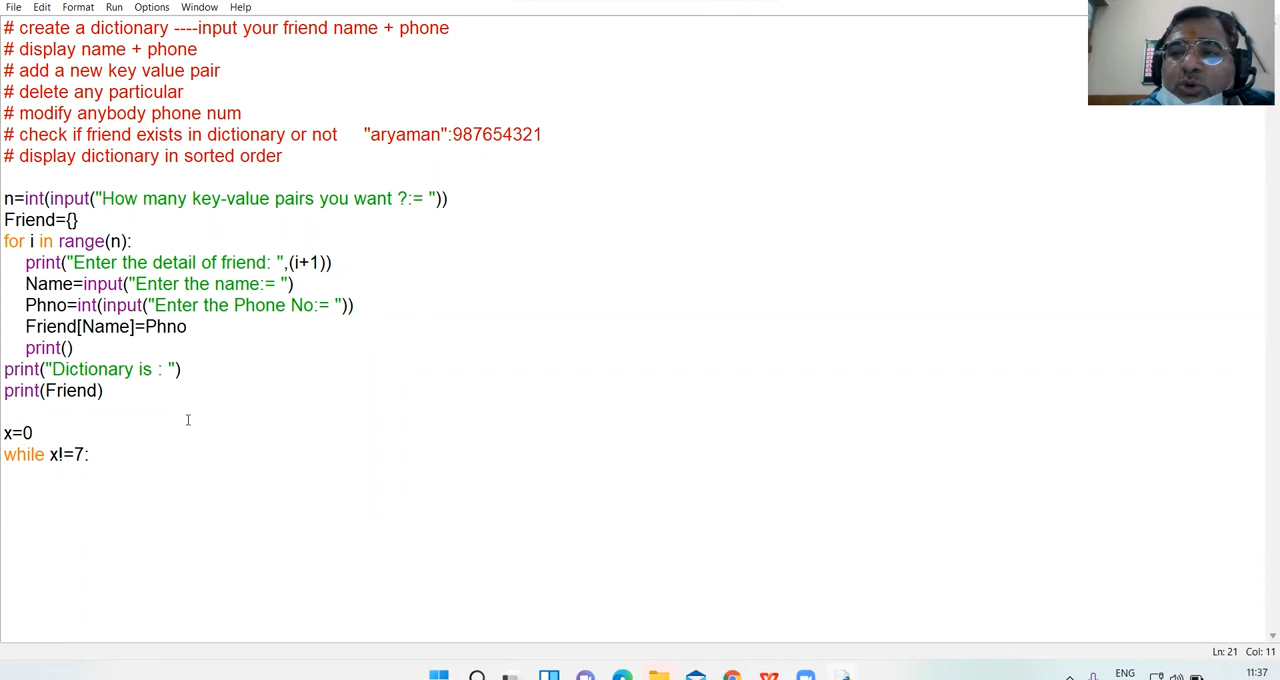 File Edit Format Run Options Window Help
# create a dictionary ----input your friend name + phone
# display name + phone
# add a new key value pair
# delete any particular
# modify anybody phone num
# check if friend exists in dictionary or not "aryaman":987654321
# display dictionary in sorted order
n=int(input("How many key-value pairs you want ?:= "))
Friend={}
for i in range(n):
print("Enter the detail of friend: ",(i+1))
Name=input("Enter the name:= ")
Phno=int(input("Enter the Phone No:= "))
Friend[Name]=Phno
print()
print("Dictionary is : ")
print(Friend)
x=0
while x!=7:
Ln: 21 Col: 11
ENG
11:37